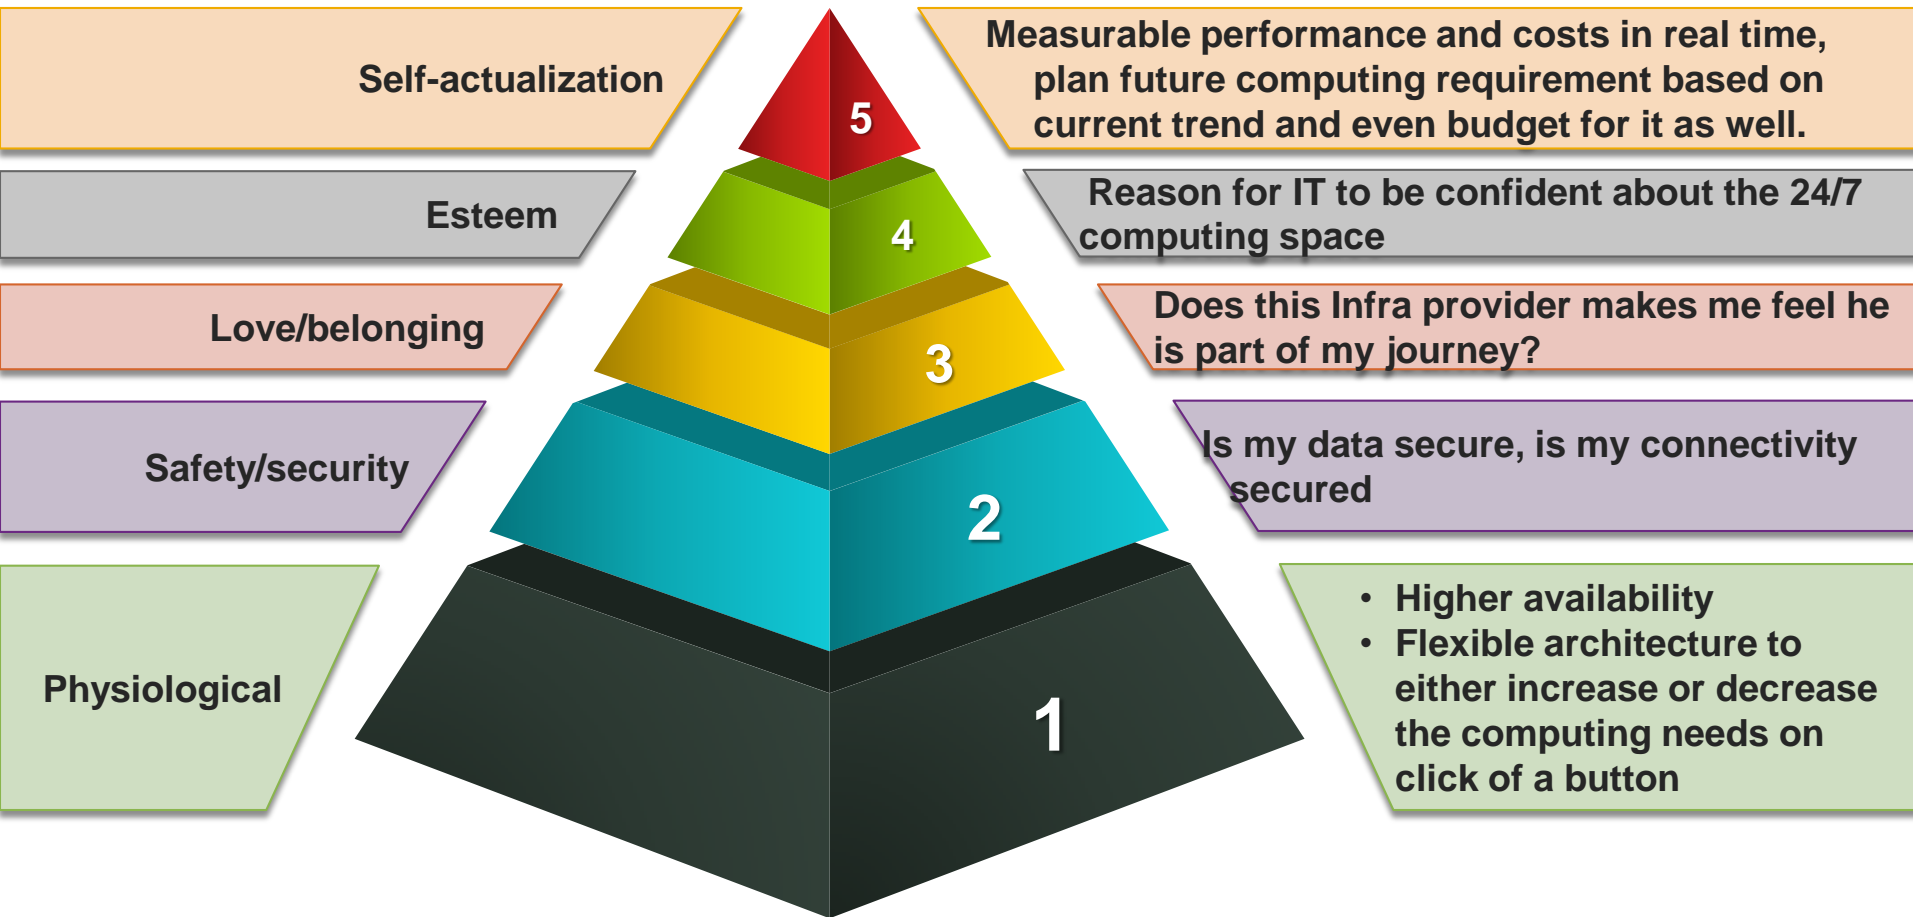 Self-actualization
5
Measurable performance and costs in real time,
plan future computing requirement based on
current trend and even budget for it as well.
Esteem
4
Reason for IT to be confident about the 24/7
computing space
Love/belonging
3
Does this Infra provider makes me feel he
is part of my journey?
Safety/security
2
Is my data secure, is my connectivity
secured
Physiological
1
• Higher availability
• Flexible architecture to
either increase or decrease
the computing needs on
click of a button